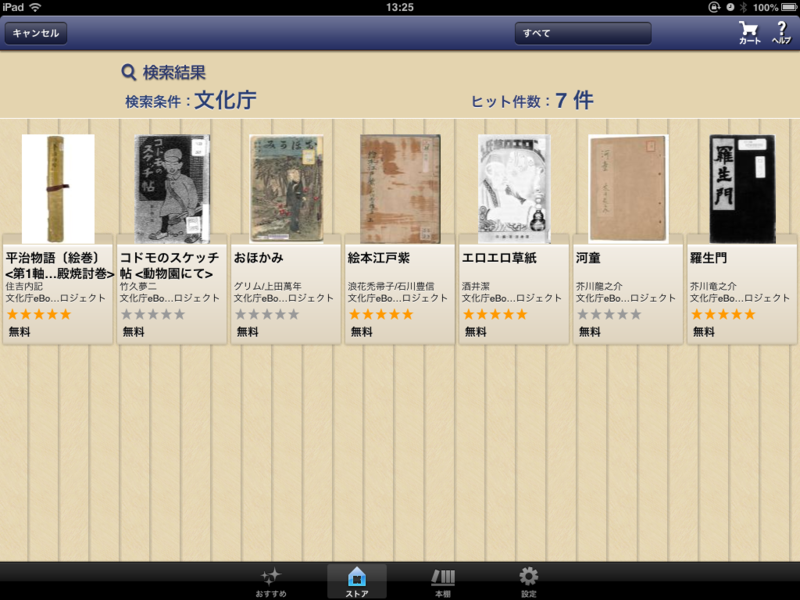 iPad
13:25
100%
キャンセル
すべて
カート
ヘルプ
検索結果
検索条件：文化庁
ヒット件数：7 件
コドモの
スケッチ
帖
羅生門
平治物語〔絵巻〕
<第1軸…殿焼討巻>
住吉内記
文化庁eBo…ロジェクト
★★★★★
無料
コドモのスケッチ
帖 <動物園にて>
竹久夢二
文化庁eBo…ロジェクト
★★★★★
無料
おほかみ
グリム/上田萬年
文化庁eBo…ロジェクト
★★★★★
無料
絵本江戸紫
浪花禿帚子/石川豊信
文化庁eBo…ロジェクト
★★★★★
無料
エロエロ草紙
酒井潔
文化庁eBo…ロジェクト
★★★★★
無料
河童
芥川龍之介
文化庁eBo…ロジェクト
★★★★★
無料
羅生門
芥川竜之介
文化庁eBo…ロジェクト
★★★★★
無料
おすすめ
ストア
本棚
設定